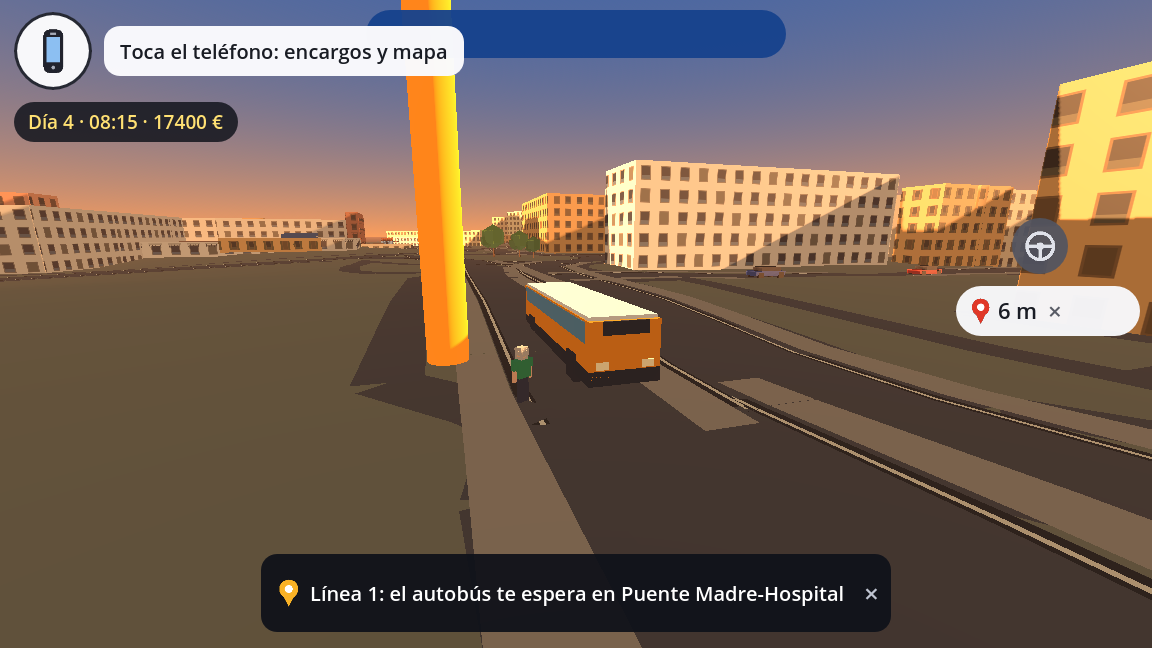 Toca el teléfono: encargos y mapa
Día 4 · 08:15 · 17400 €
6 m ×
Línea 1: el autobús te espera en Puente Madre-Hospital ×